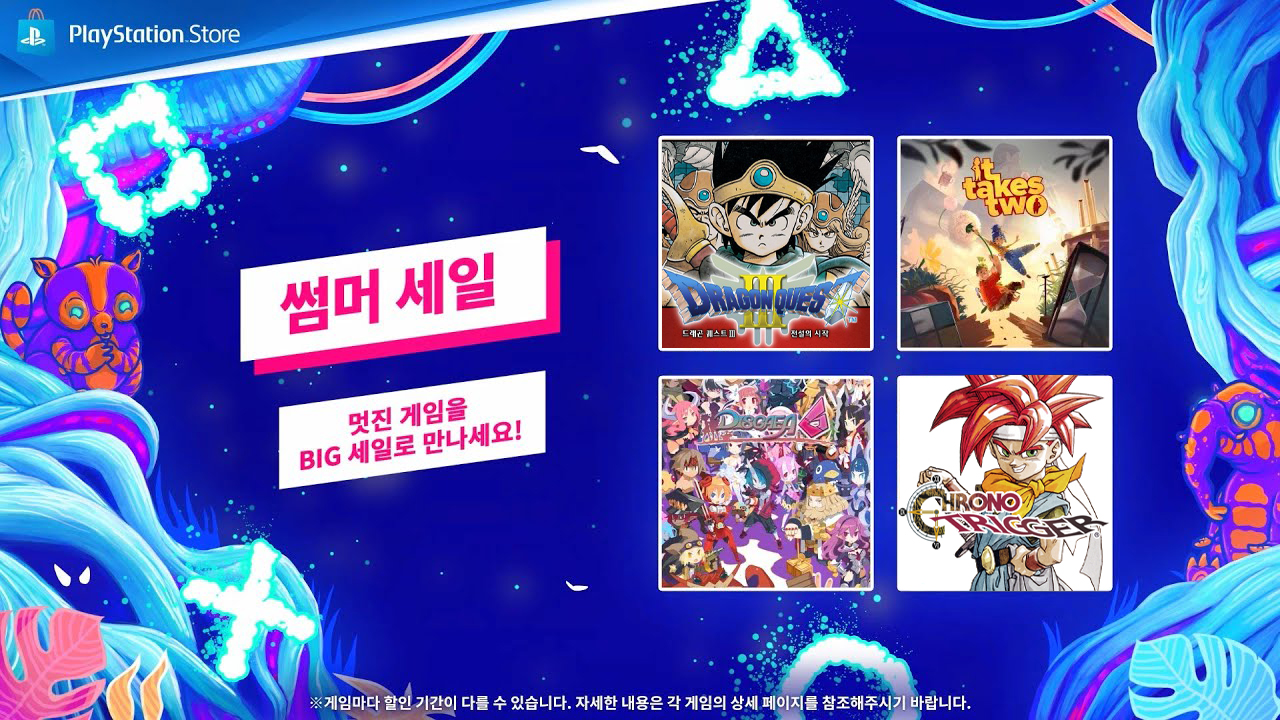 PlayStation.Store
썸머 세일
멋진 게임을
BIG 세일로 만나세요!
DRAGON QUEST
III
TM
드래곤 퀘스트 III 전설의 시작
it
takes
two
DISGAEA 6
CHRONO
TRIGGER
※게임마다 할인 기간이 다를 수 있습니다. 자세한 내용은 각 게임의 상세 페이지를 참조해주시기 바랍니다.